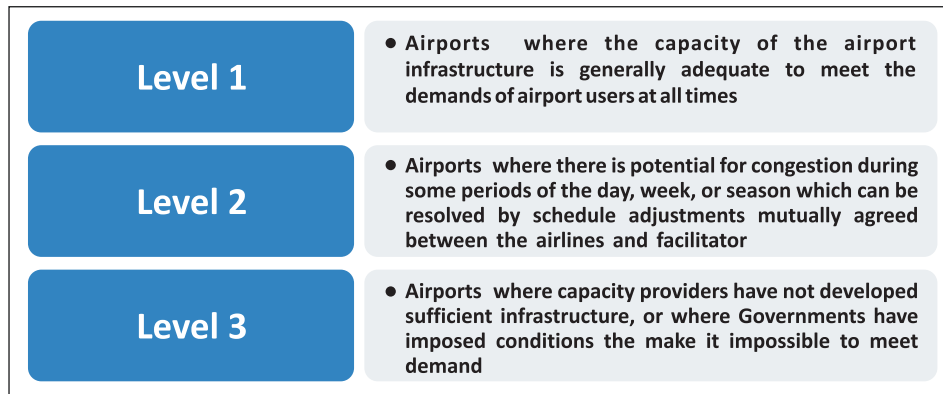 Level 1
• Airports where the capacity of the airport
infrastructure is generally adequate to meet the
demands of airport users at all times
Level 2
• Airports where there is potential for congestion during
some periods of the day, week, or season which can be
resolved by schedule adjustments mutually agreed
between the airlines and facilitator
Level 3
• Airports where capacity providers have not developed
sufficient infrastructure, or where Governments have
imposed conditions the make it impossible to meet
demand